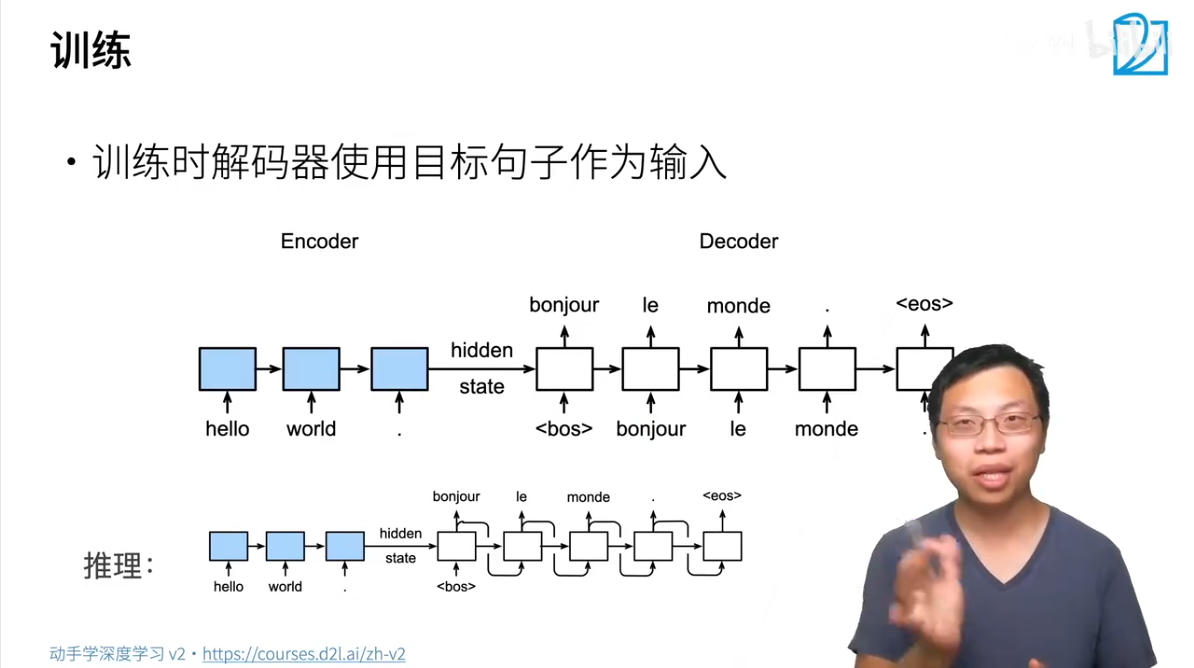 训练
• 训练时解码器使用目标句子作为输入
Encoder
Decoder
bonjour le monde . <eos>
hidden
state
hello world . <bos> bonjour le monde .
bonjour le monde . <eos>
hidden
state
推理：
hello world . <bos>
动手学深度学习 v2 • https://courses.d2l.ai/zh-v2